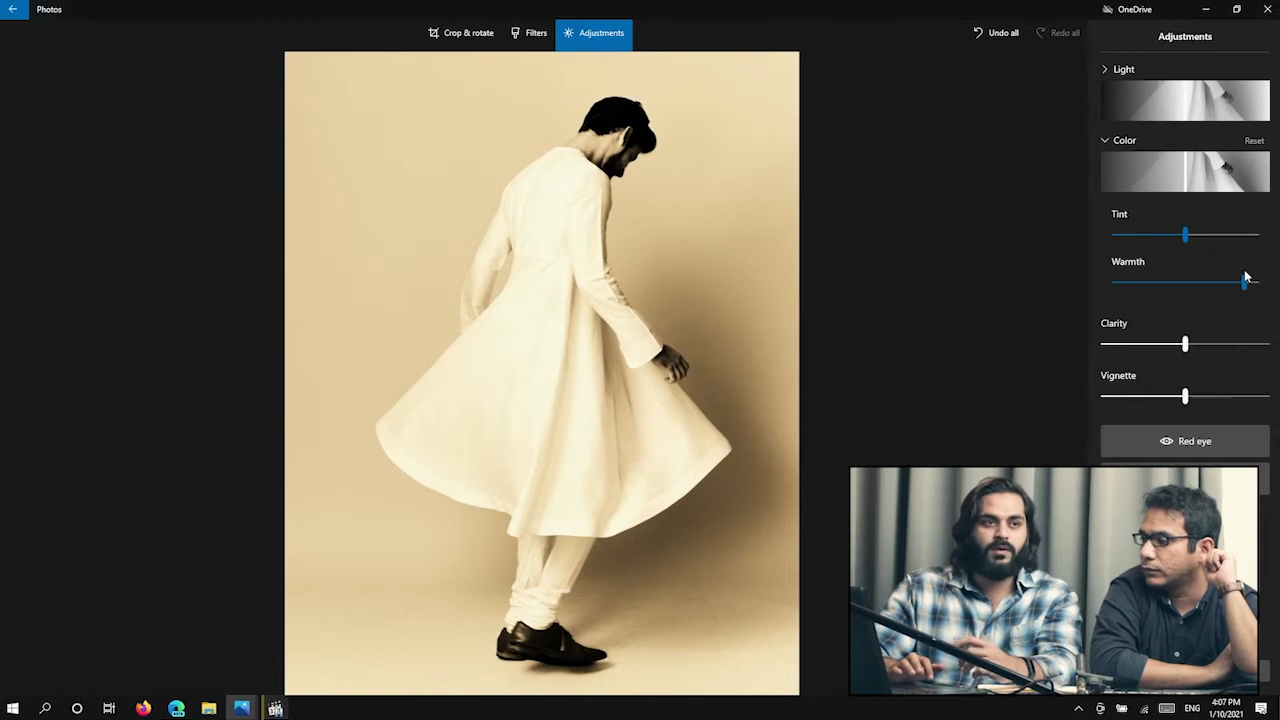 Photos
OneDrive
Crop & rotate
Filters
Adjustments
Undo all
Redo all
Adjustments
Light
Color
Reset
Tint
Warmth
Clarity
Vignette
Red eye
ENG
4:07 PM
1/10/2021